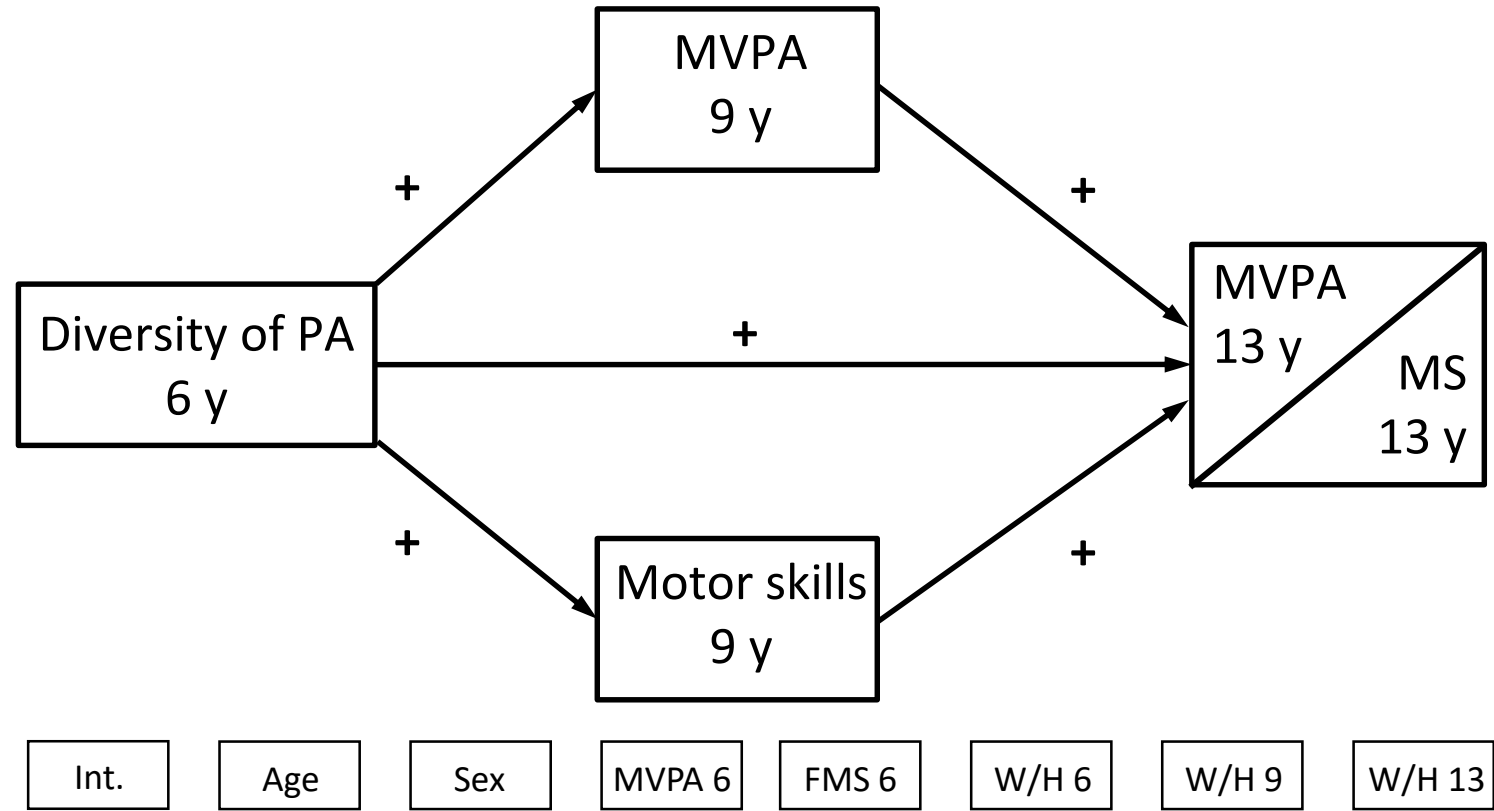 MVPA
9 y
+
+
Diversity of PA
6 y
+
MVPA
13 y
MS
13 y
+
+
Motor skills
9 y
Int.
Age
Sex
MVPA 6
FMS 6
W/H 6
W/H 9
W/H 13